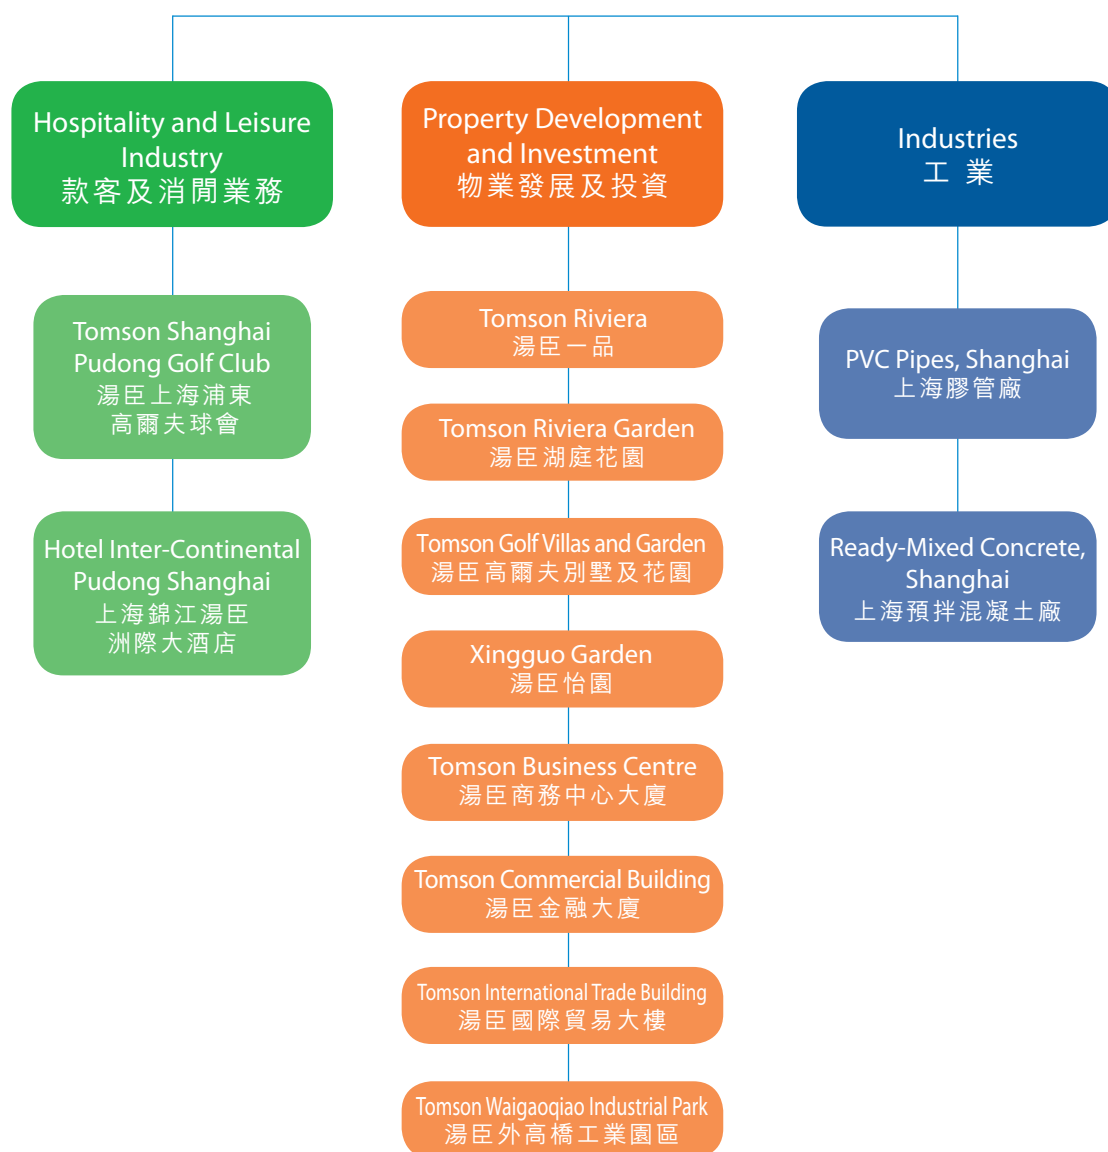 Hospitality and Leisure
Industry
款客及消閒業務
Tomson Shanghai
Pudong Golf Club
湯臣上海浦東
高爾夫球會
Hotel Inter-Continental
Pudong Shanghai
上海錦江湯臣
洲際大酒店
Property Development
and Investment
物業發展及投資
Tomson Riviera
湯臣一品
Tomson Riviera Garden
湯臣湖庭花園
Tomson Golf Villas and Garden
湯臣高爾夫別墅及花園
Xingguo Garden
湯臣怡園
Tomson Business Centre
湯臣商務中心大廈
Tomson Commercial Building
湯臣金融大廈
Tomson International Trade Building
湯臣國際貿易大樓
Tomson Waigaoqiao Industrial Park
湯臣外高橋工業園區
Industries
工 業
PVC Pipes, Shanghai
上海膠管廠
Ready-Mixed Concrete,
Shanghai
上海預拌混凝土廠